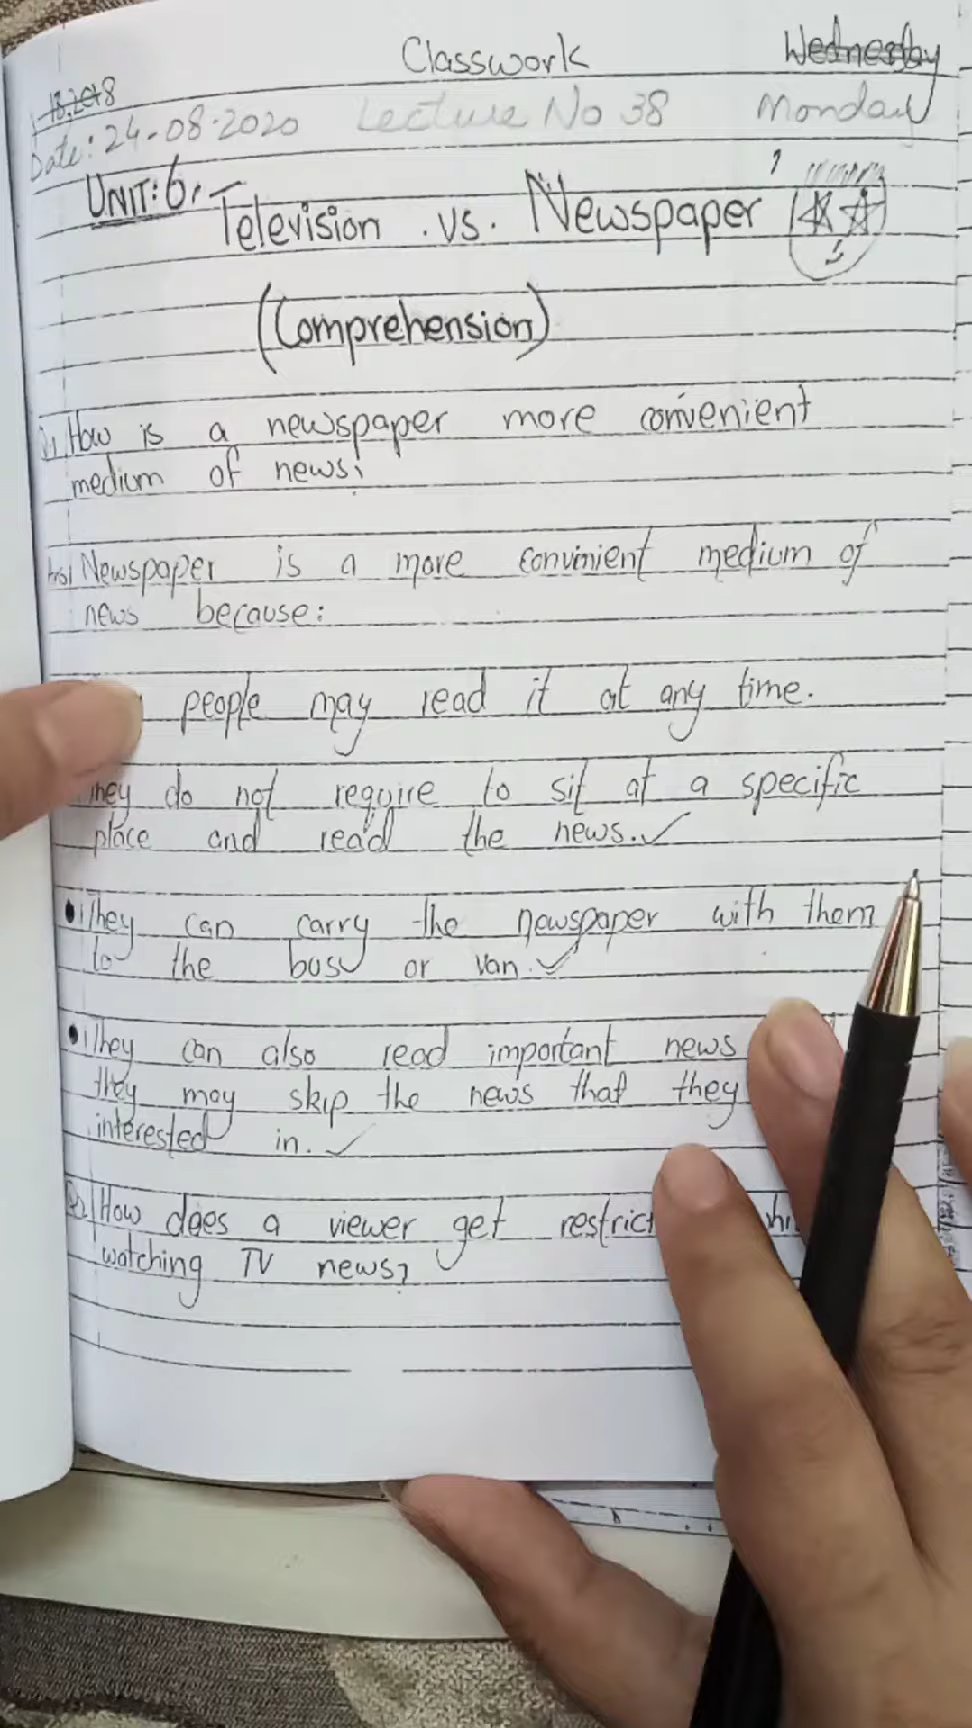 Classwork
Wednesday
Date: 24-08-2020 Lecture No 38 Monday
UNIT: 6
Television vs. Newspaper
(Comprehension)
How is a newspaper more convenient
medium of news?
Ans) Newspaper is a more convinient medium of
news because:
people may read it at any time.
They do not require to sit at a specific
place and read the news.
• They can carry the newspaper with them
to the bus or van.
• They can also read important news
they may skip the news that they
interested in.
Q2) How does a viewer get
watching TV news?